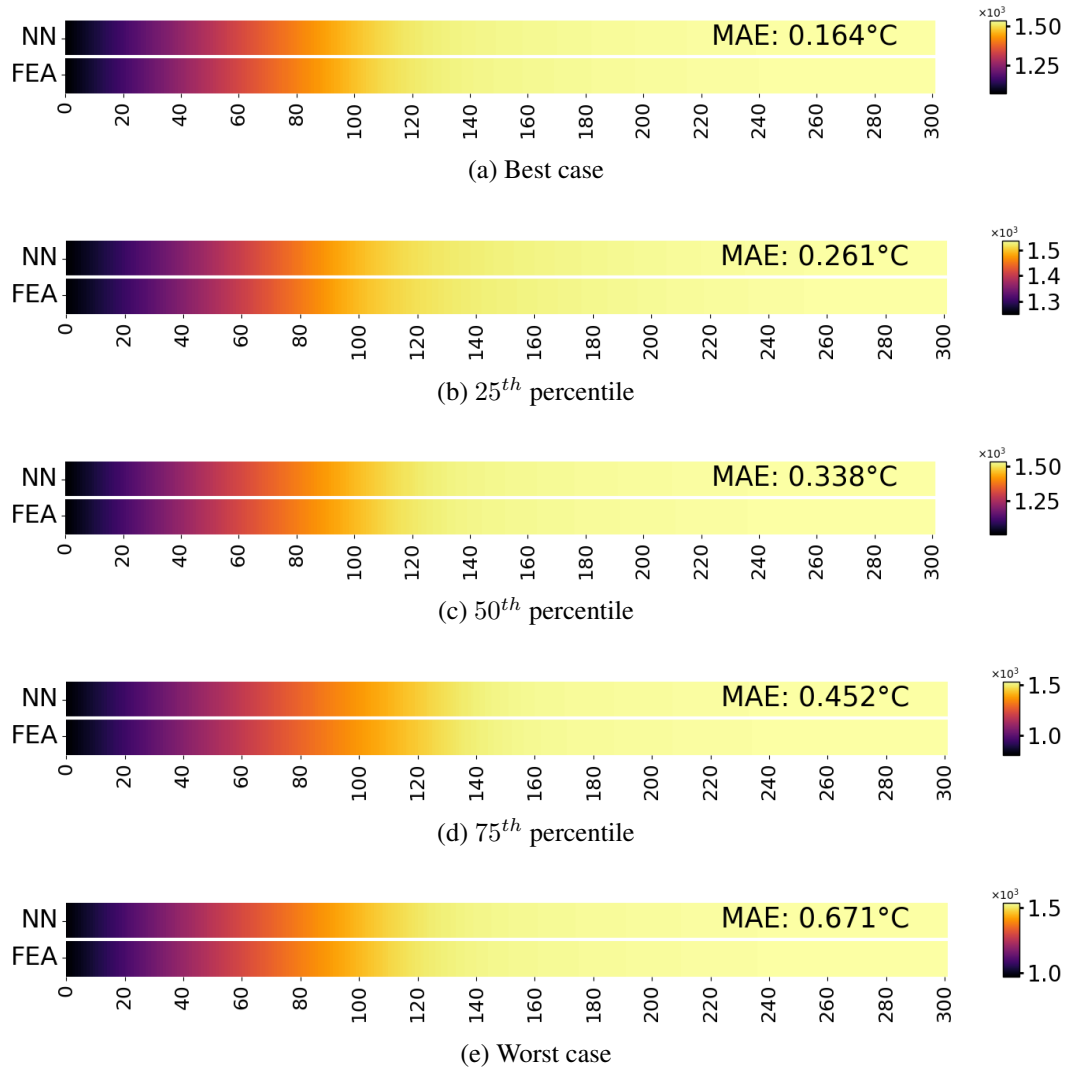 ×10³
NN
MAE: 0.164°C
1.50
FEA
1.25
0 20 40 60 80 100 120 140 160 180 200 220 240 260 280 300
(a) Best case
×10³
NN
MAE: 0.261°C
1.5
1.4
FEA
1.3
0 20 40 60 80 100 120 140 160 180 200 220 240 260 280 300
(b) 25th percentile
×10³
NN
MAE: 0.338°C
1.50
1.25
FEA
0 20 40 60 80 100 120 140 160 180 200 220 240 260 280 300
(c) 50th percentile
×10³
NN
MAE: 0.452°C
1.5
FEA
1.0
0 20 40 60 80 100 120 140 160 180 200 220 240 260 280 300
(d) 75th percentile
×10³
NN
MAE: 0.671°C
1.5
FEA
1.0
0 20 40 60 80 100 120 140 160 180 200 220 240 260 280 300
(e) Worst case